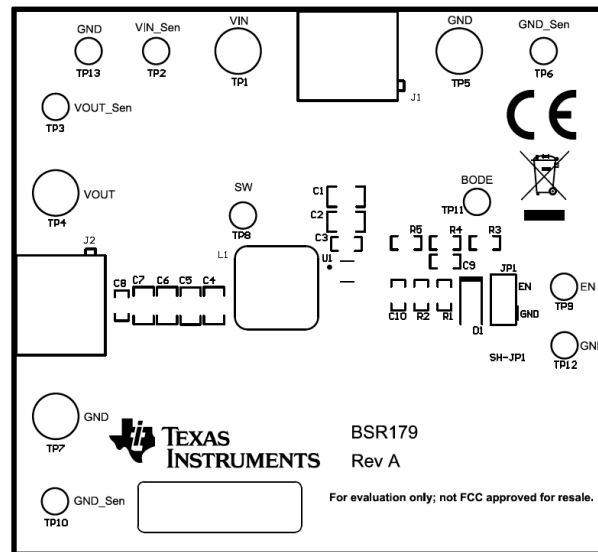 GND
VIN_Sen
VIN
GND
GND_Sen
TP13
TP2
TP1
J1
TP5
TP6
VOUT_Sen
TP3
CE
VOUT
TP4
SW
TP8
BODE
TP11
C1
C2
C3
R5
R4
R3
J2
L1
U1
C9
JP1
C8
C7
C6
C5
C4
EN
EN
TP9
GND
C10
R2
R1
D1
SH-JP1
GND
TP12
GND
TP7
TEXAS
INSTRUMENTS
BSR179
Rev A
GND_Sen
TP10
For evaluation only; not FCC approved for resale.